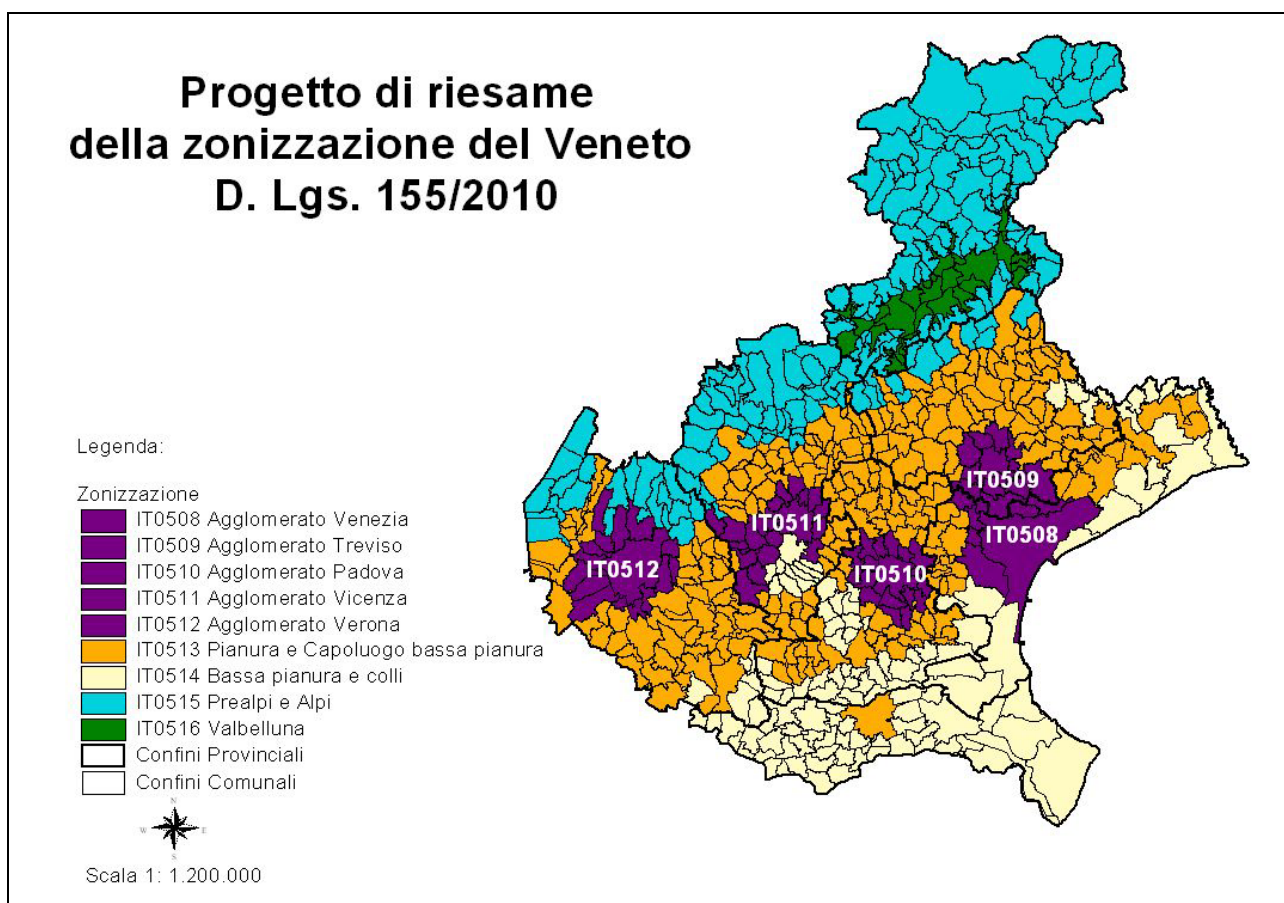 Progetto di riesame
della zonizzazione del Veneto
D. Lgs. 155/2010
Legenda:
Zonizzazione
IT0508 Agglomerato Venezia
IT0509 Agglomerato Treviso
IT0510 Agglomerato Padova
IT0511 Agglomerato Vicenza
IT0512 Agglomerato Verona
IT0513 Pianura e Capoluogo bassa pianura
IT0514 Bassa pianura e colli
IT0515 Prealpi e Alpi
IT0516 Valbelluna
Confini Provinciali
Confini Comunali
N
W
E
S
Scala 1: 1.200.000
IT0509
IT0511
IT0508
IT0512
IT0510